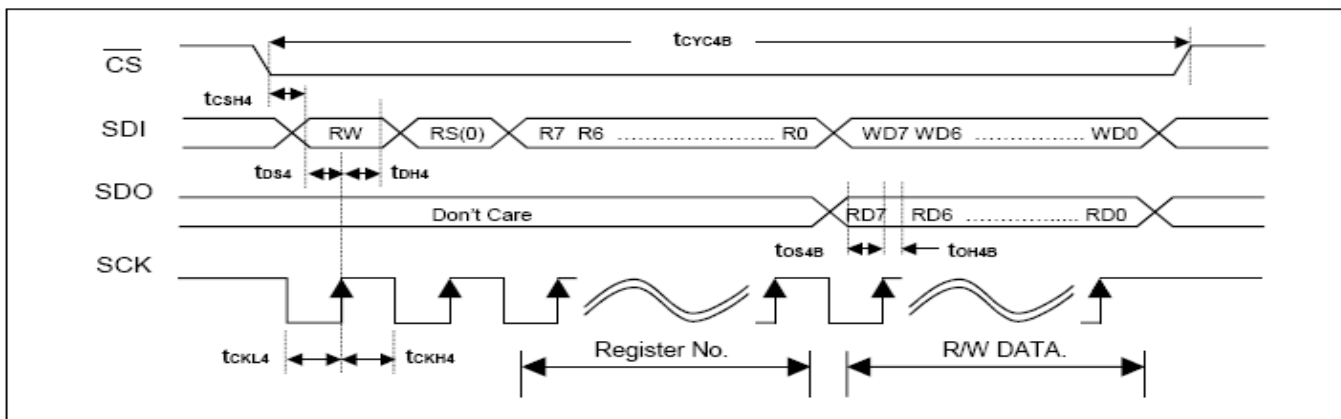 tCYC4B
CS
tCSH4
SDI RW RS(0) R7 R6 ........................ R0 WD7 WD6 ...................... WD0
tDS4 tDH4
SDO
Don't Care RD7 RD6 ...................... RD0
tOS4B tOH4B
SCK
tCKL4 tCKH4 Register No. R/W DATA.